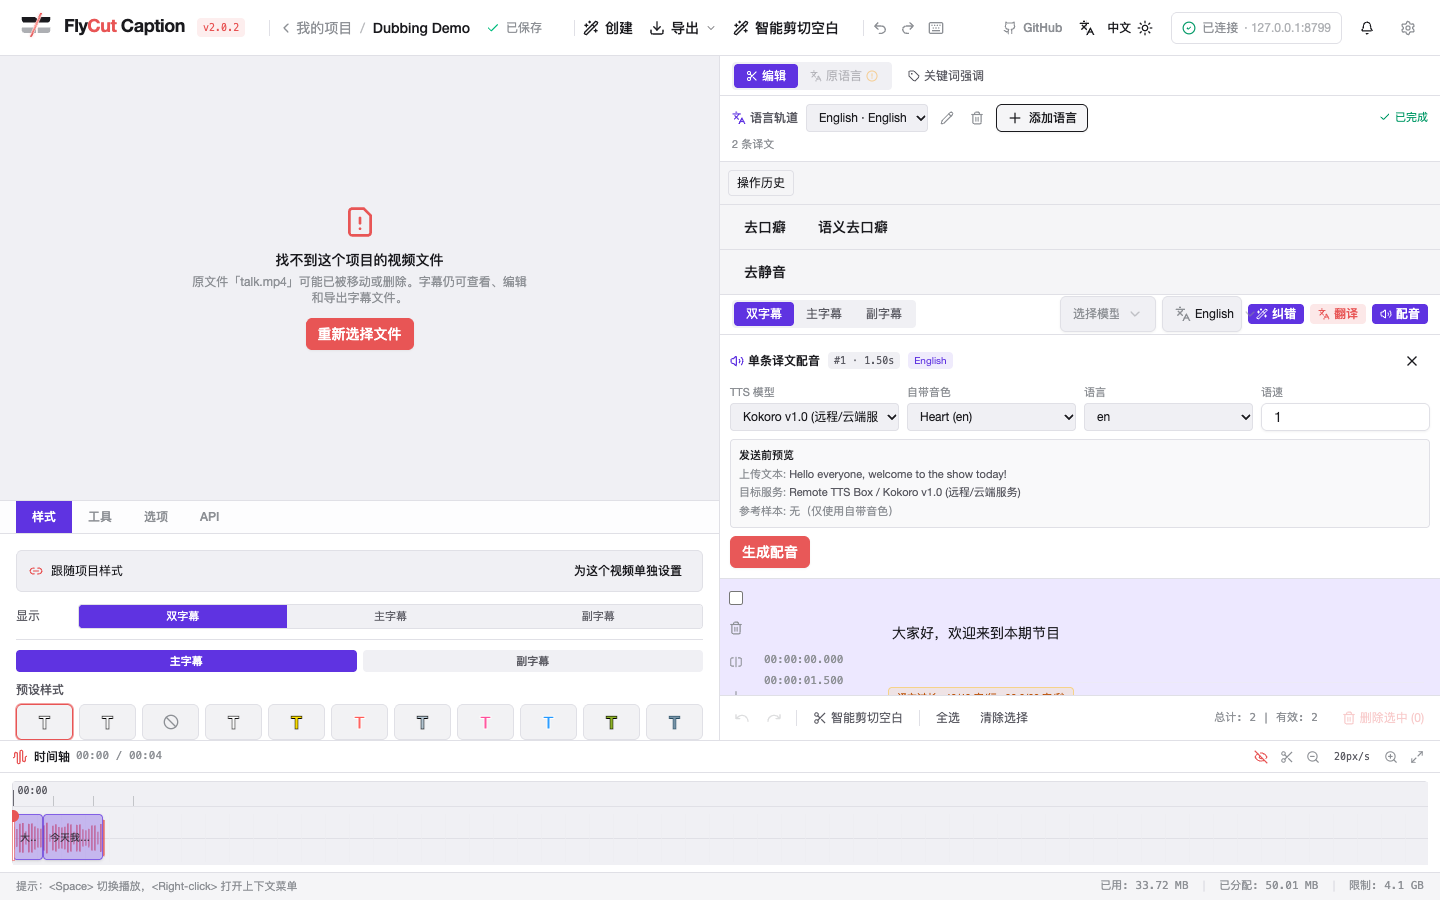 FlyCut Caption v2.0.2
我的项目 / Dubbing Demo
已保存
创建
导出
智能剪切空白
GitHub
中文
已连接 · 127.0.0.1:8799
找不到这个项目的视频文件
原文件「talk.mp4」可能已被移动或删除。字幕仍可查看、编辑
和导出字幕文件。
重新选择文件
样式 工具 选项 API
跟随项目样式
为这个视频单独设置
显示 双字幕 主字幕 副字幕
主字幕 副字幕
预设样式
T T T T T T T T T T
编辑 原语言 关键词强调
语言轨道 English · English 添加语言 已完成
2 条译文
操作历史
去口癖 语义去口癖
去静音
双字幕 主字幕 副字幕 选择模型 English 纠错 翻译 配音
单条译文配音 #1 · 1.50s English
TTS 模型 自带音色 语言 语速
Kokoro v1.0 (远程/云端服 Heart (en) en 1
发送前预览
上传文本: Hello everyone, welcome to the show today!
目标服务: Remote TTS Box / Kokoro v1.0 (远程/云端服务)
参考样本: 无（仅使用自带音色）
生成配音
大家好，欢迎来到本期节目
00:00:00.000
00:00:01.500
智能剪切空白 全选 清除选择 总计: 2 | 有效: 2 删除选中 (0)
时间轴 00:00 / 00:04 20px/s
00:00
大... 今天我...
提示: <Space> 切换播放，<Right-click> 打开上下文菜单
已用: 33.72 MB 已分配: 50.01 MB 限制: 4.1 GB